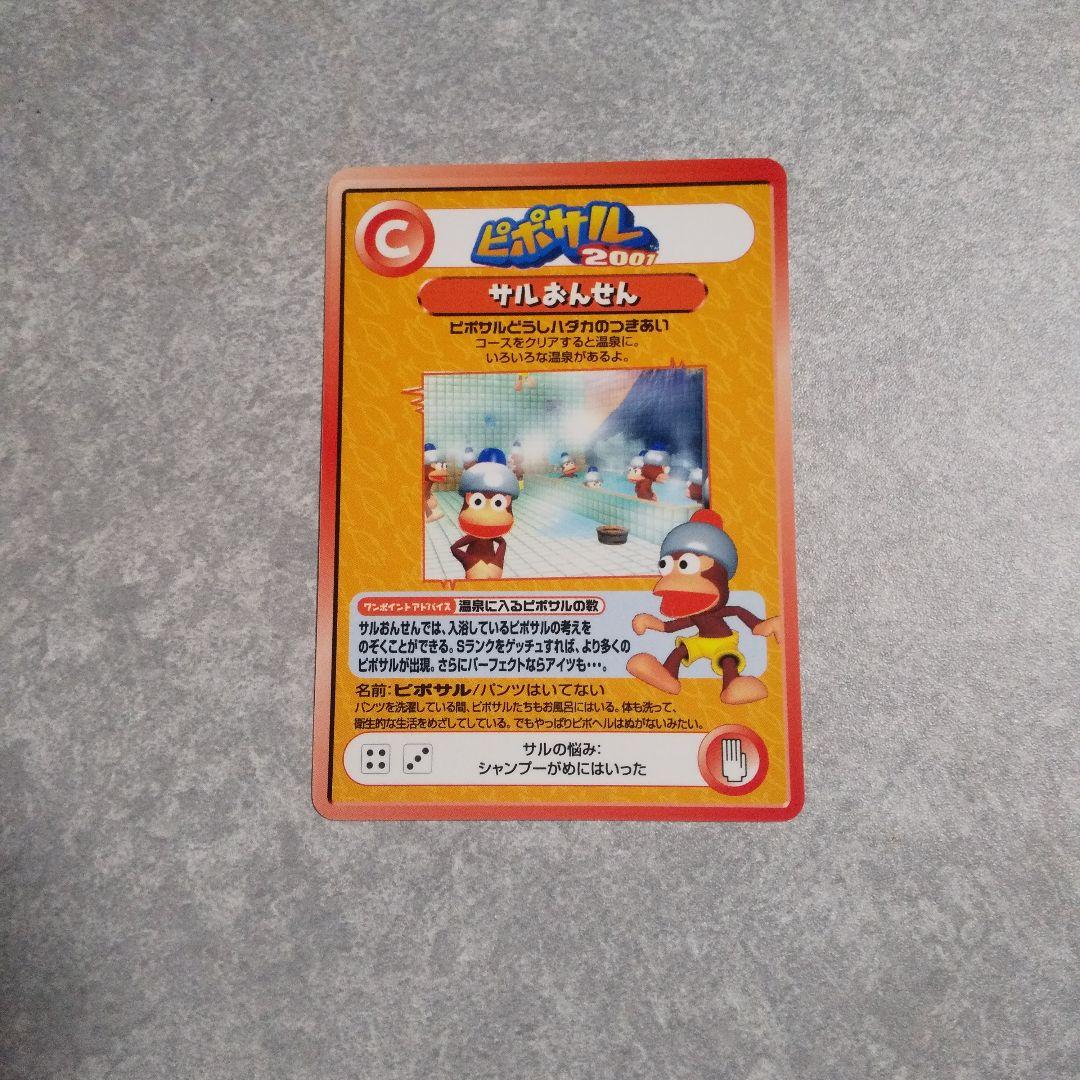 C
ピポサル
2001
サルおんせん
ピポサルどうしハダカのつきあい
コースをクリアすると温泉に。
いろいろな温泉があるよ。
ワンポイントアドバイス 温泉に入るピポサルの数
サルおんせんでは、入浴しているピポサルの考えを
のぞくことができる。Sランクをゲッチュすれば、より多くの
ピポサルが出現。さらにパーフェクトならアイツも・・・。
名前:ピポサル/パンツはいてない
パンツを洗濯している間、ピポサルたちもお風呂にはいる。体も洗って、
衛生的な生活をめざしてしている。でもやっぱりピポヘルはぬがないみたい。
サルの悩み:
シャンプーがめにはいった